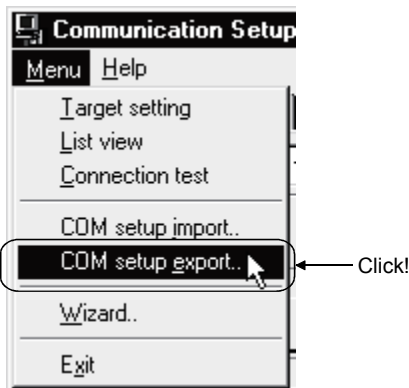 Communication Setup
Menu Help
Target setting
List view
Connection test
COM setup import..
COM setup export..
Click!
Wizard..
Exit